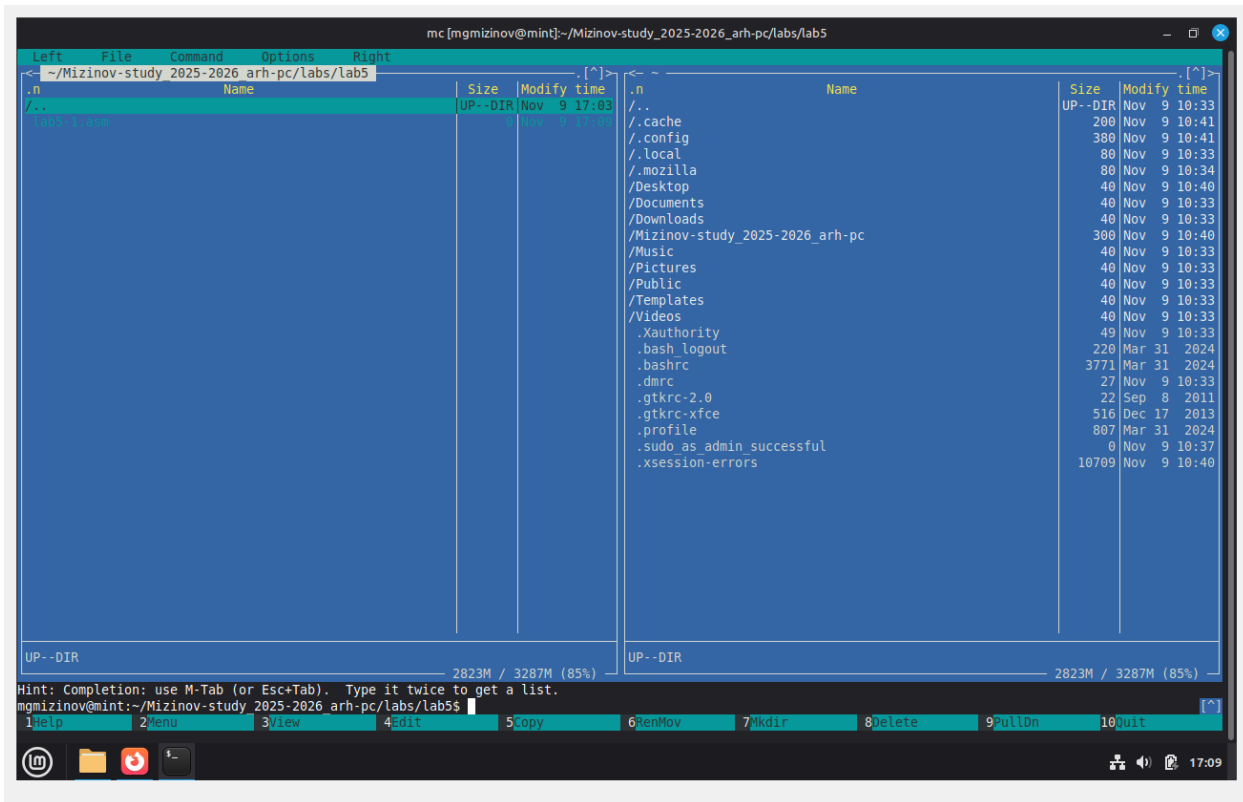 mc [mgmizinov@mint]:~/Mizinov-study_2025-2026_arh-pc/labs/lab5
Left File Command Options Right
<- ~/Mizinov-study_2025-2026_arh-pc/labs/lab5 .[^]>
.n Name Size Modify time
/.. UP--DIR Nov 9 17:03
lab5-1.asm 0 Nov 9 17:09
UP--DIR
2823M / 3287M (85%)
<- ~ .[^]>
.n Name Size Modify time
/.. UP--DIR Nov 9 10:33
/.cache 200 Nov 9 10:41
/.config 380 Nov 9 10:41
/.local 80 Nov 9 10:33
/.mozilla 80 Nov 9 10:34
/Desktop 40 Nov 9 10:40
/Documents 40 Nov 9 10:33
/Downloads 40 Nov 9 10:33
/Mizinov-study_2025-2026_arh-pc 300 Nov 9 10:40
/Music 40 Nov 9 10:33
/Pictures 40 Nov 9 10:33
/Public 40 Nov 9 10:33
/Templates 40 Nov 9 10:33
/Videos 40 Nov 9 10:33
.Xauthority 49 Nov 9 10:33
.bash_logout 220 Mar 31 2024
.bashrc 3771 Mar 31 2024
.dmrc 27 Nov 9 10:33
.gtkrc-2.0 22 Sep 8 2011
.gtkrc-xfce 516 Dec 17 2013
.profile 807 Mar 31 2024
.sudo_as_admin_successful 0 Nov 9 10:37
.xsession-errors 10709 Nov 9 10:40
UP--DIR
2823M / 3287M (85%)
Hint: Completion: use M-Tab (or Esc+Tab). Type it twice to get a list.
mgmizinov@mint:~/Mizinov-study_2025-2026_arh-pc/labs/lab5$ [^]
1Help 2Menu 3View 4Edit 5Copy 6RenMov 7Mkdir 8Delete 9PullDn 10Quit
$_ 17:09